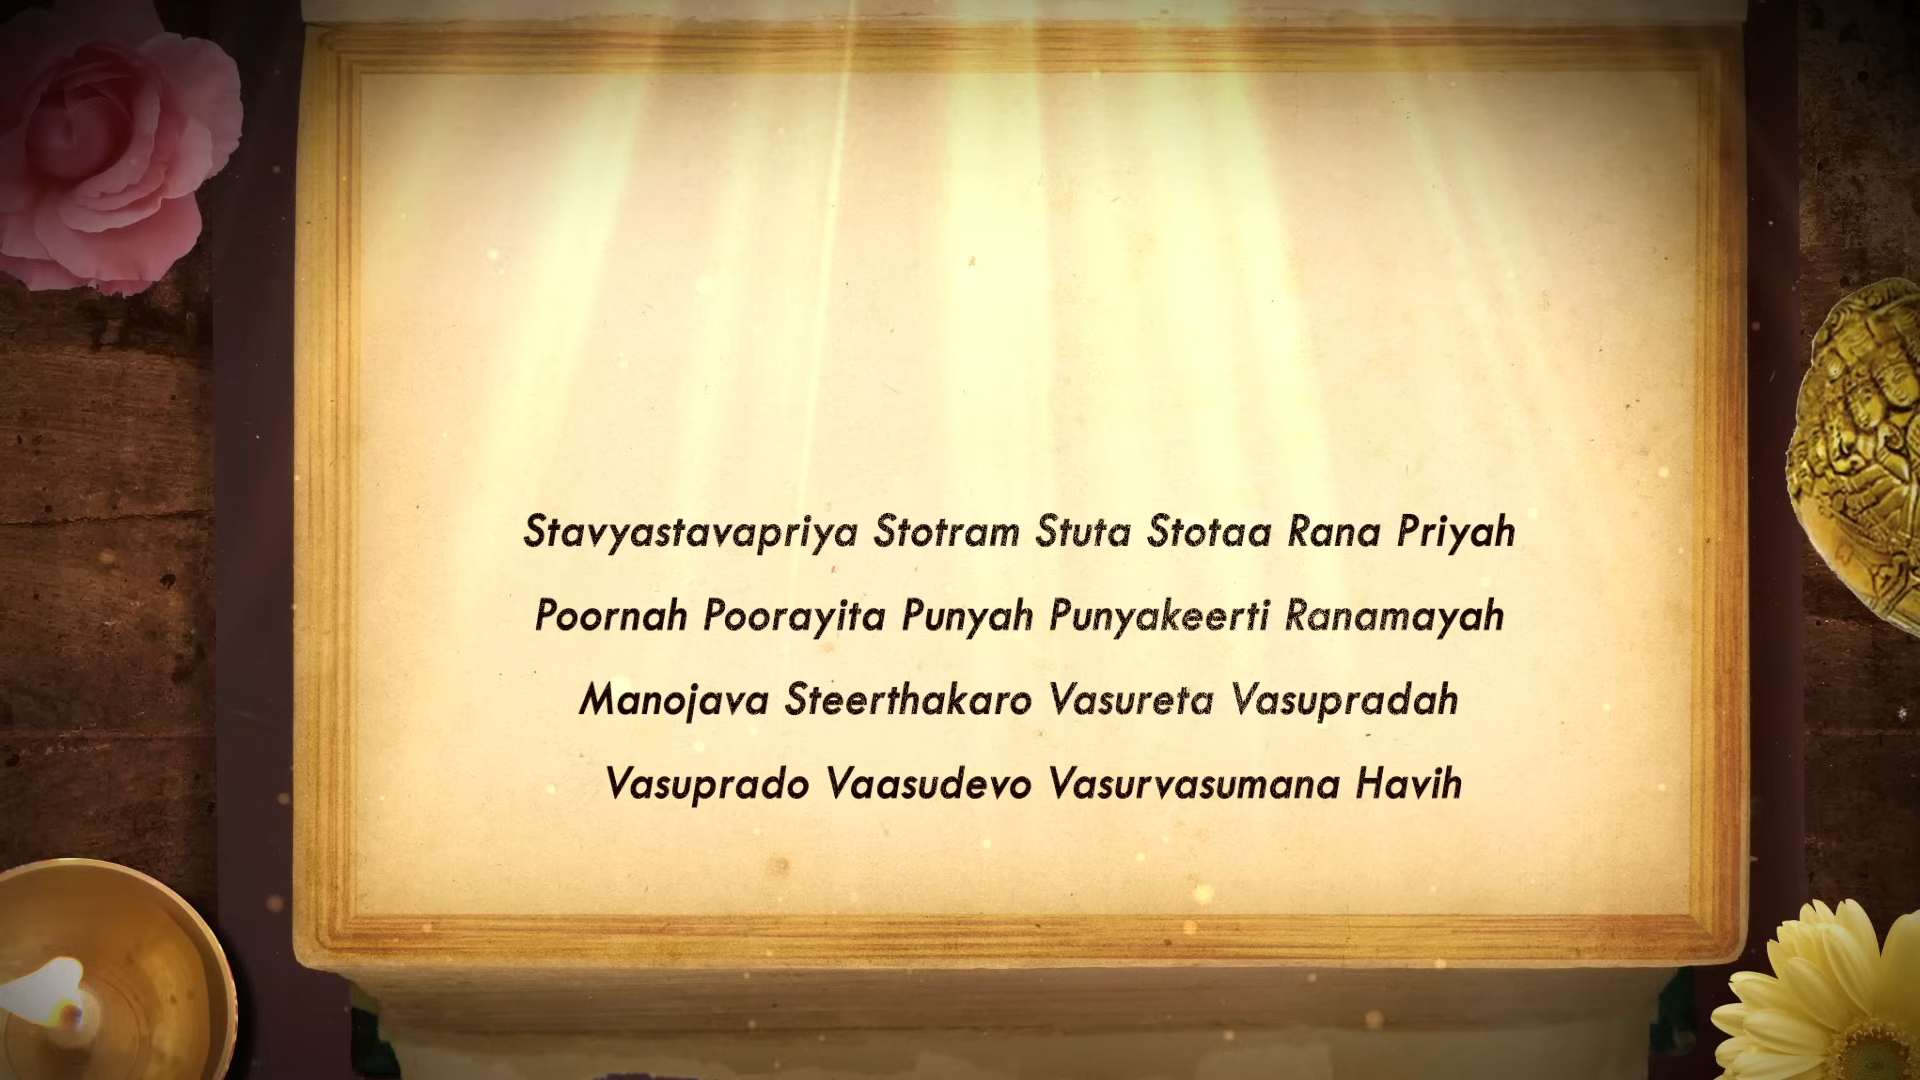 Stavyastavapriya Stotram Stuta Stotaa Rana Priyah
Poornah Poorayita Punyah Punyakeerti Ranamayah
Manojava Steerthakaro Vasureta Vasupradah
Vasuprado Vaasudevo Vasurvasumana Havih